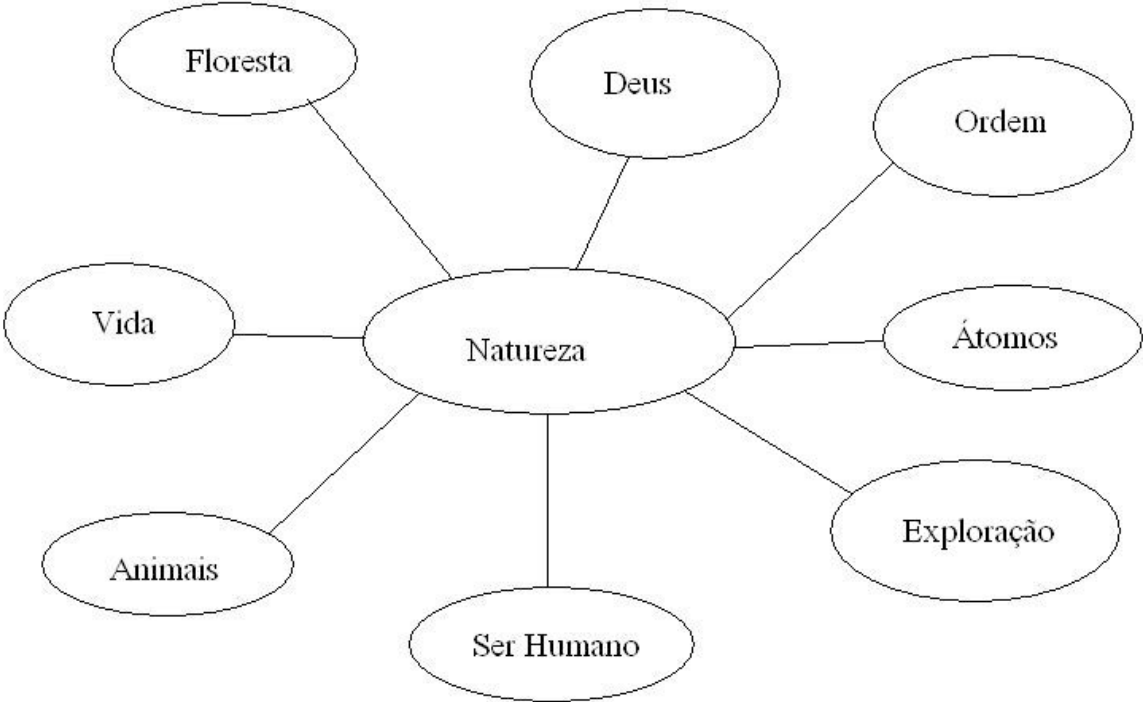 Floresta
Deus
Ordem
Vida
Natureza
Átomos
Animais
Exploração
Ser Humano